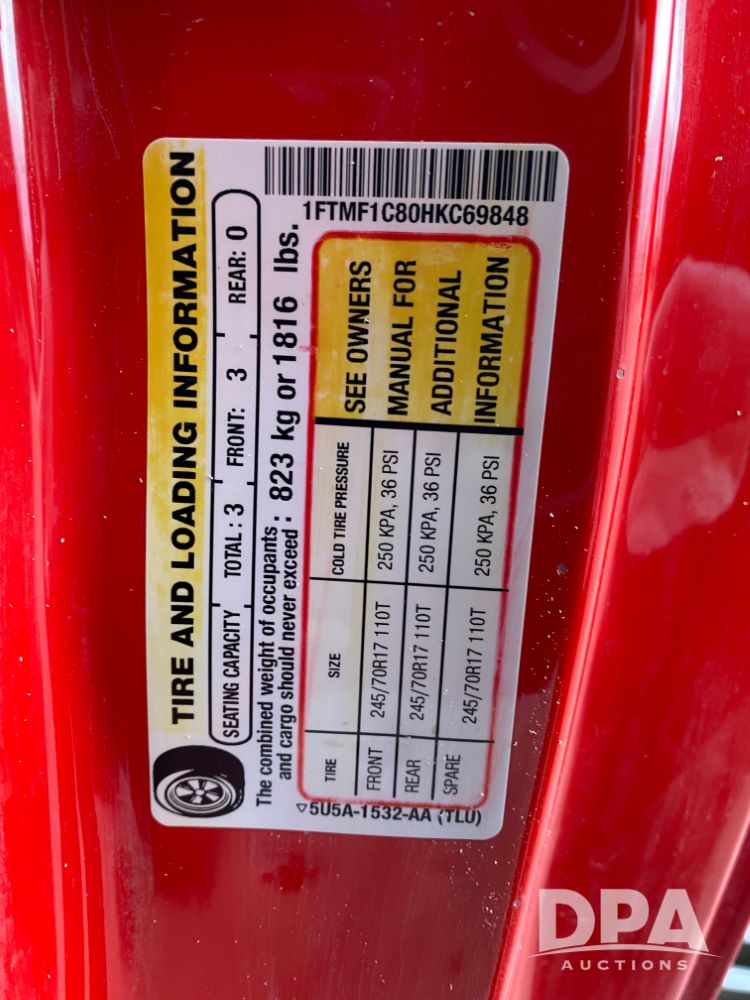 TIRE AND LOADING INFORMATION
SEATING CAPACITY TOTAL : 3 FRONT: 3 REAR: 0
The combined weight of occupants
and cargo should never exceed : 823 kg or 1816 lbs.
TIRE SIZE COLD TIRE PRESSURE
FRONT 245/70R17 110T 250 KPA, 36 PSI
REAR 245/70R17 110T 250 KPA, 36 PSI
SPARE 245/70R17 110T 250 KPA, 36 PSI
SEE OWNERS
MANUAL FOR
ADDITIONAL
INFORMATION
5U5A-1532-AA (TLU)
1FTMF1C80HKC69848
DPA
AUCTIONS